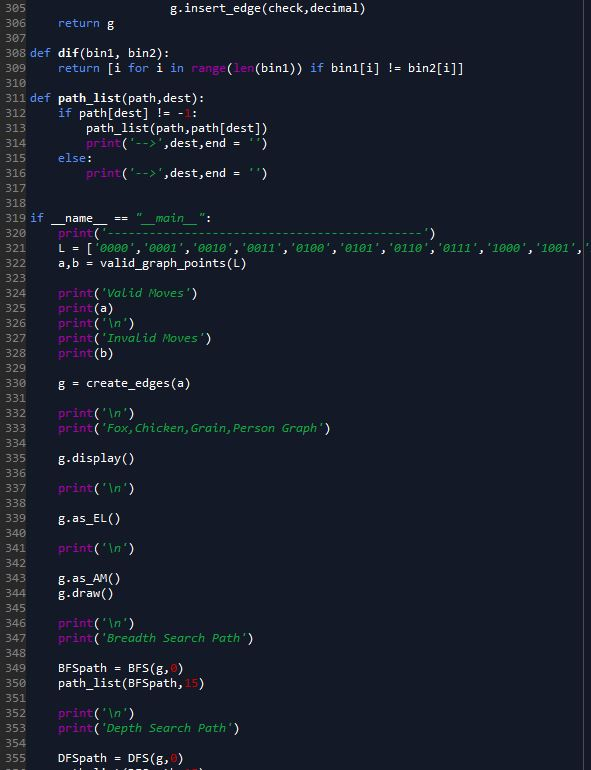 305 g.insert_edge(check,decimal)
306 return g
307
308 def dif(bin1, bin2):
309 return [i for i in range(len(bin1)) if bin1[i] != bin2[i]]
310
311 def path_list(path,dest):
312 if path[dest] != -1:
313 path_list(path,path[dest])
314 print('-->',dest,end = '')
315 else:
316 print('-->',dest,end = '')
317
318
319 if __name__ == "__main__":
320 print('---------------------------------------------')
321 L = ['0000','0001','0010','0011','0100','0101','0110','0111','1000','1001','
322 a,b = valid_graph_points(L)
323
324 print('Valid Moves')
325 print(a)
326 print('\n')
327 print('Invalid Moves')
328 print(b)
329
330 g = create_edges(a)
331
332 print('\n')
333 print('Fox,Chicken,Grain,Person Graph')
334
335 g.display()
336
337 print('\n')
338
339 g.as_EL()
340
341 print('\n')
342
343 g.as_AM()
344 g.draw()
345
346 print('\n')
347 print('Breadth Search Path')
348
349 BFSpath = BFS(g,0)
350 path_list(BFSpath,15)
351
352 print('\n')
353 print('Depth Search Path')
354
355 DFSpath = DFS(g,0)